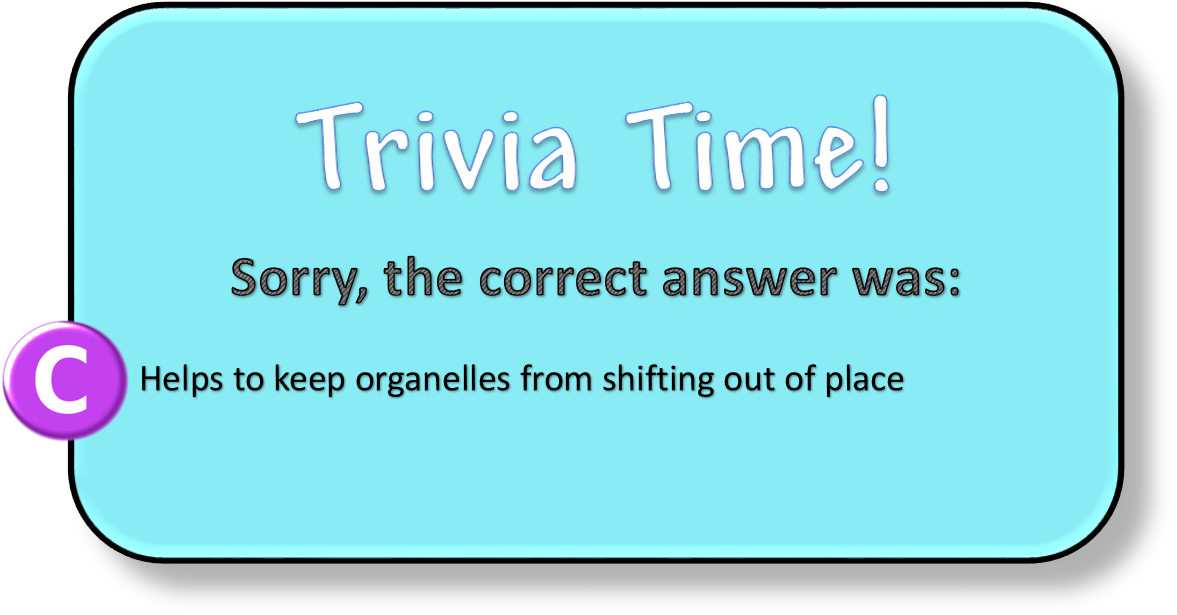 Trivia Time!
Sorry, the correct answer was:
C Helps to keep organelles from shifting out of place